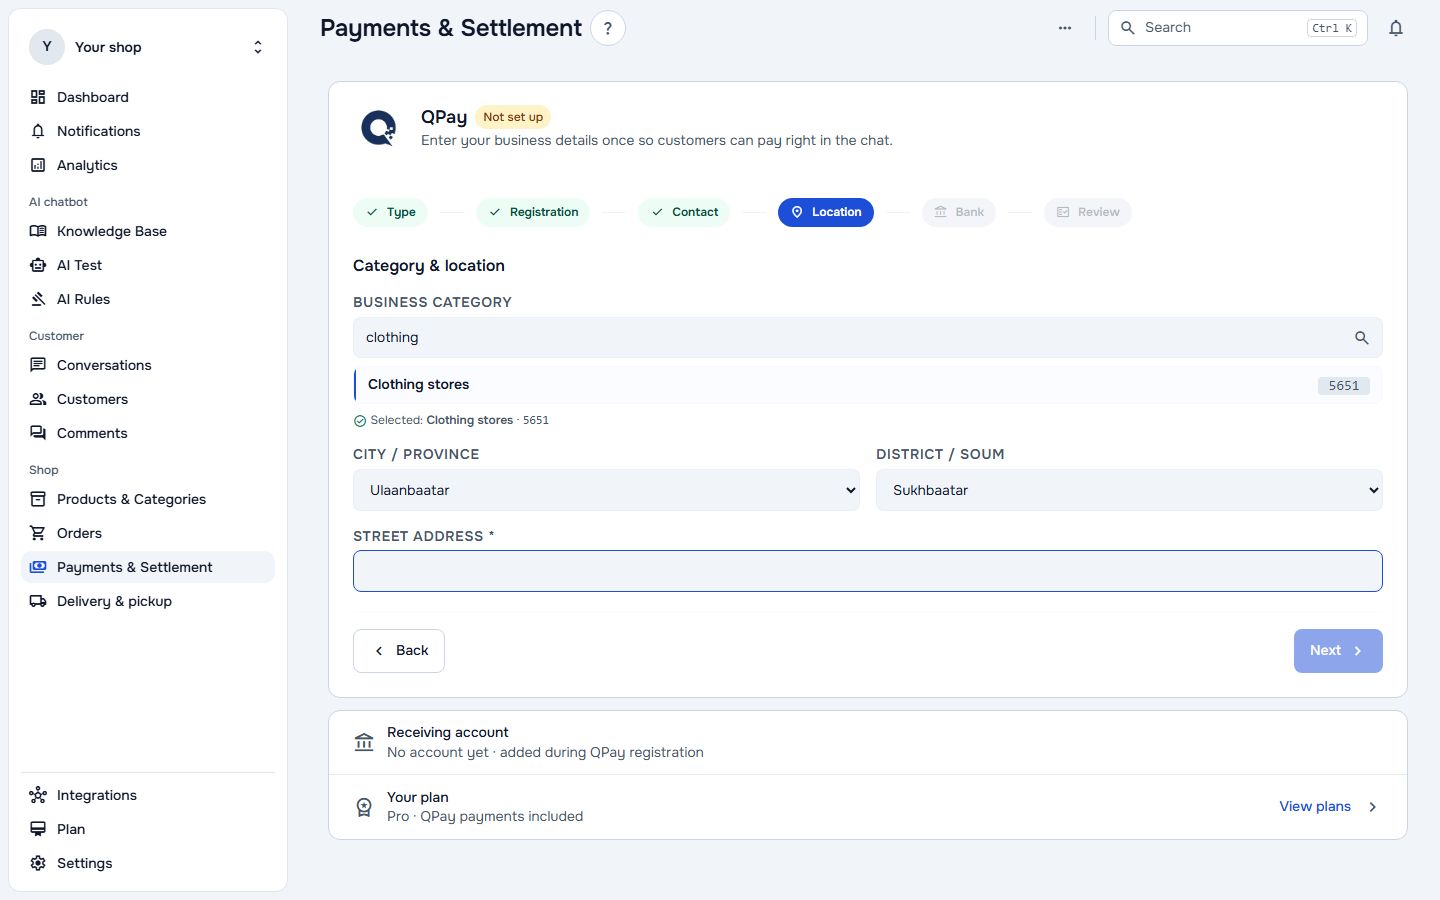 Y
Your shop
Dashboard
Notifications
Analytics
AI chatbot
Knowledge Base
AI Test
AI Rules
Customer
Conversations
Customers
Comments
Shop
Products & Categories
Orders
Payments & Settlement
Delivery & pickup
Integrations
Plan
Settings
Payments & Settlement ?
Search Ctrl K
QPay Not set up
Enter your business details once so customers can pay right in the chat.
Type Registration Contact Location Bank Review
Category & location
BUSINESS CATEGORY
clothing
Clothing stores 5651
Selected: Clothing stores · 5651
CITY / PROVINCE DISTRICT / SOUM
Ulaanbaatar Sukhbaatar
STREET ADDRESS *
Back Next
Receiving account
No account yet · added during QPay registration
Your plan
Pro · QPay payments included
View plans